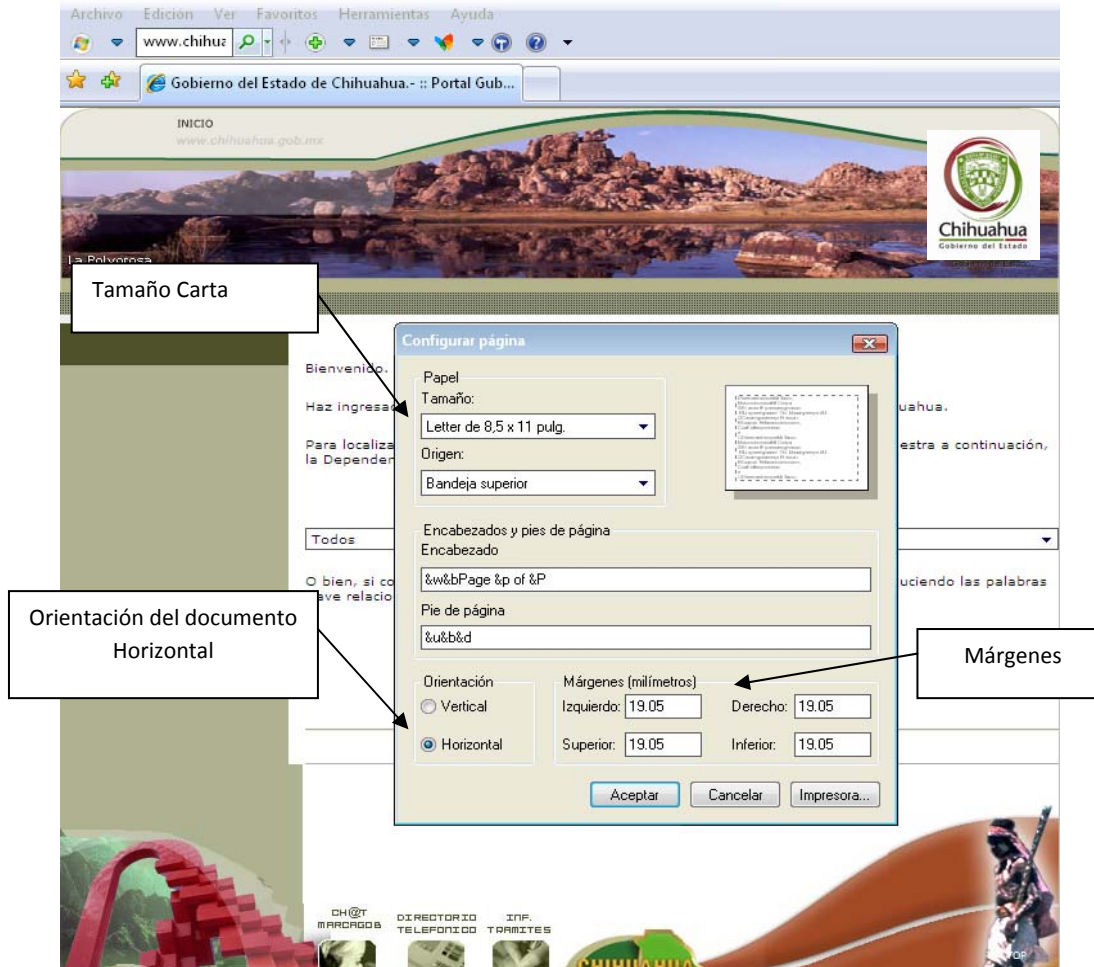 Archivo Edición Ver Favoritos Herramientas Ayuda
www.chihua
Gobierno del Estado de Chihuahua.- :: Portal Gub...
INICIO
www.chihuahua.gob.mx
Chihuahua
Gobierno del Estado
La Polvorosa
Tamaño Carta
Configurar página
Bienvenido.
Papel
Tamaño:
Haz ingresad
uahua.
Letter de 8,5 x 11 pulg.
Para localiza
estra a continuación,
Origen:
la Dependen
Bandeja superior
Encabezados y pies de página
Todos
Encabezado
O bien, si co
&w&bPage &p of &P
uciendo las palabras
lave relacio
Pie de página
Orientación del documento
Horizontal
&u&b&d
Márgenes
Orientación
Márgenes (milímetros)
Vertical
Izquierdo: 19.05
Derecho: 19.05
Horizontal
Superior: 19.05
Inferior: 19.05
Aceptar
Cancelar
Impresora...
CH@T
MARCAGOB
DIRECTORIO
TELEFONICO
INF.
TRAMITES
CHIHUAHUA